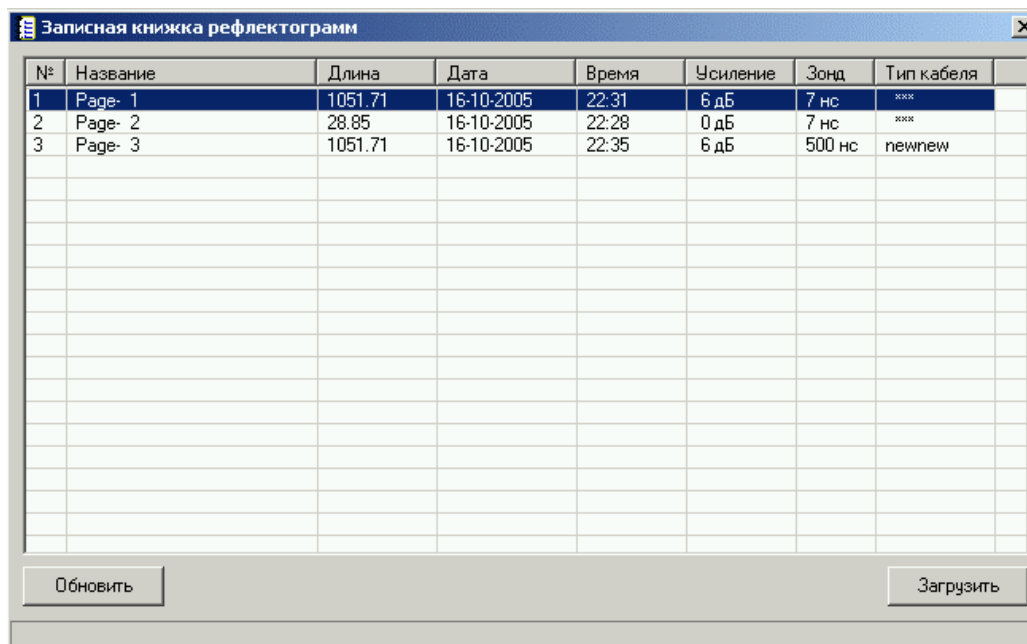 Записная книжка рефлектограмм
№ Название Длина Дата Время Усиление Зонд Тип кабеля
1 Page- 1 1051.71 16-10-2005 22:31 6 дБ 7 нс ***
2 Page- 2 28.85 16-10-2005 22:28 0 дБ 7 нс ***
3 Page- 3 1051.71 16-10-2005 22:35 6 дБ 500 нс newnew
Обновить Загрузить